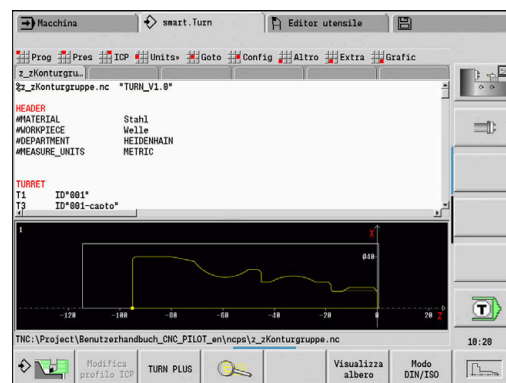 Macchina
smart.Turn
Editor utensile
Prog Pres ICP Units» Goto Config Altro Extra Grafic
z_zKonturgru…
%z_zKonturgruppe.nc "TURN_V1.0"
HEADER
#MATERIAL Stahl
#WORKPIECE Welle
#DEPARTMENT HEIDENHAIN
#MEASURE_UNITS METRIC
TURRET
T1 ID"001"
T3 ID"001-capto"
1
X
Ø40
-120 -100 -80 -60 -40 -20 0 20 Z
TNC:\Project\Benutzerhandbuch_CNC_PILOT_en\ncps\z_zKonturgruppe.nc
T
10:20
Modifica profilo ICP
TURN PLUS
Visualizza albero
Modo DIN/ISO